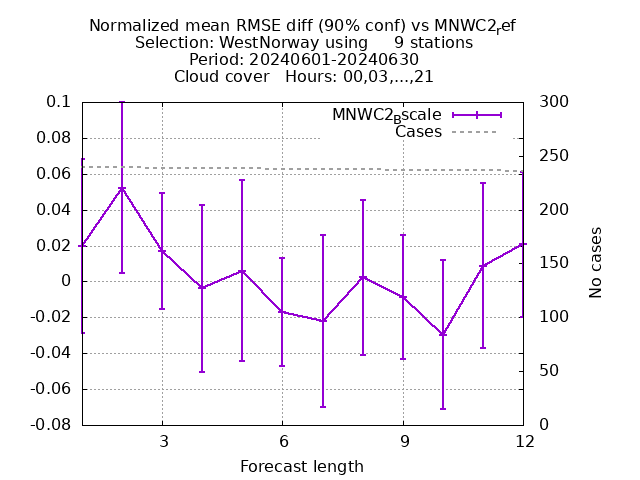 Normalized mean RMSE diff (90% conf) vs MNWC2_ref
Selection: WestNorway using     9 stations
Period: 20240601-20240630
Cloud cover   Hours: 00,03,...,21
MNWC2_Bscale
Cases
0.1
0.08
0.06
0.04
0.02
0
-0.02
-0.04
-0.06
-0.08
300
250
200
150
100
50
0
No cases
3 6 9 12
Forecast length